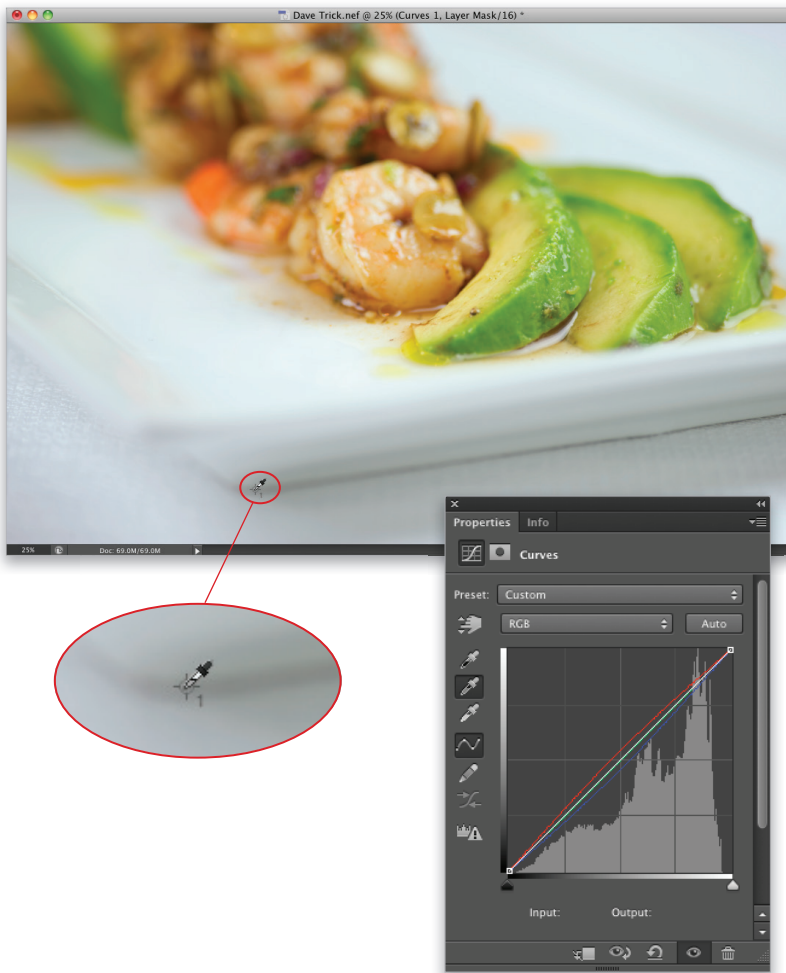 Dave Trick.nef @ 25% (Curves 1, Layer Mask/16) *
1
25% Doc: 69.0M/69.0M
1
Properties Info
Curves
Preset: Custom
RGB Auto
Input: Output: